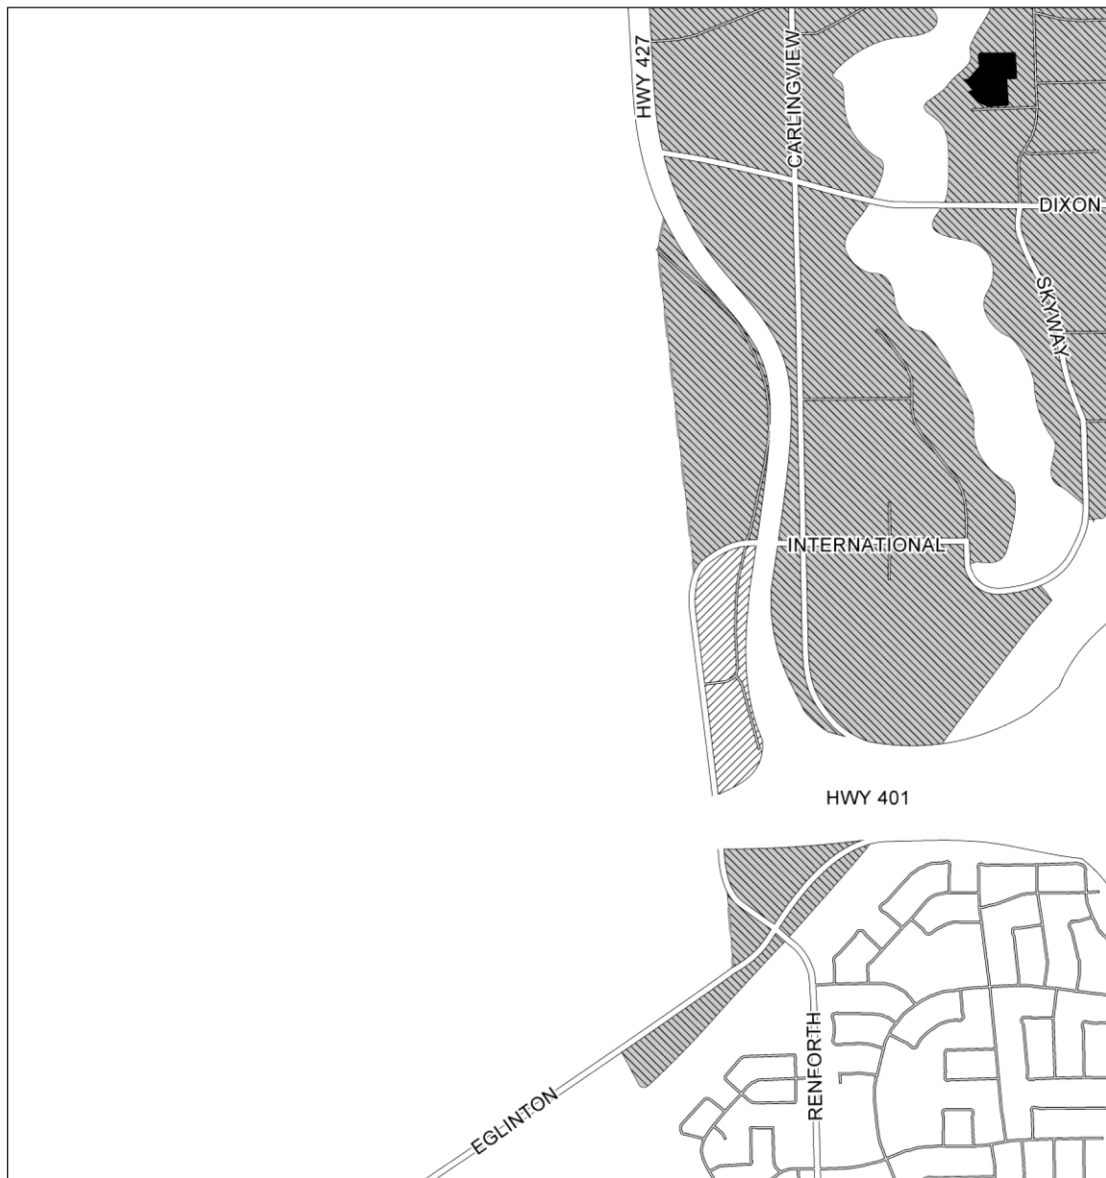 HWY 427
CARLINGVIEW
DIXON
SKYWAY
INTERNATIONAL
HWY 401
RENFORTH
EGLINTON